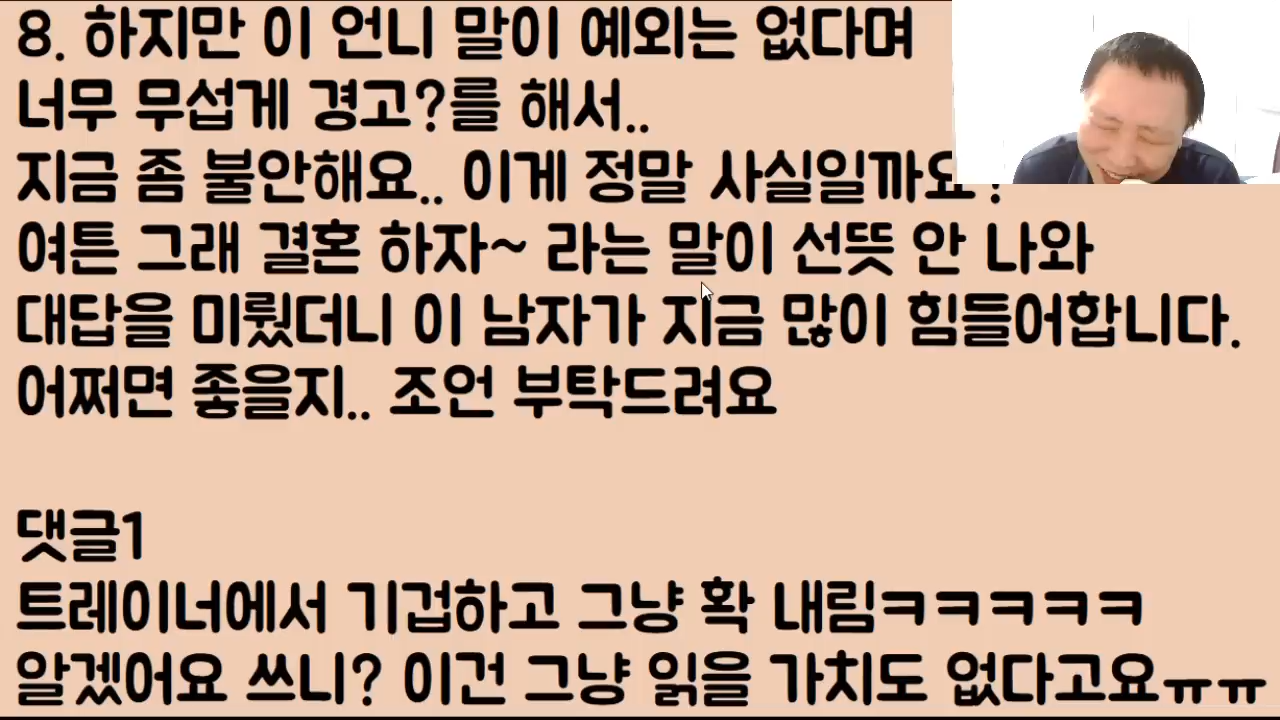 8. 하지만 이 언니 말이 예외는 없다며
너무 무섭게 경고?를 해서..
지금 좀 불안해요.. 이게 정말 사실일까요?
여튼 그래 결혼 하자~ 라는 말이 선뜻 안 나와
대답을 미뤘더니 이 남자가 지금 많이 힘들어합니다.
어쩌면 좋을지.. 조언 부탁드려요
댓글1
트레이너에서 기겁하고 그냥 확 내림ㅋㅋㅋㅋㅋ
알겠어요 쓰니? 이건 그냥 읽을 가치도 없다고요ㅠㅠ